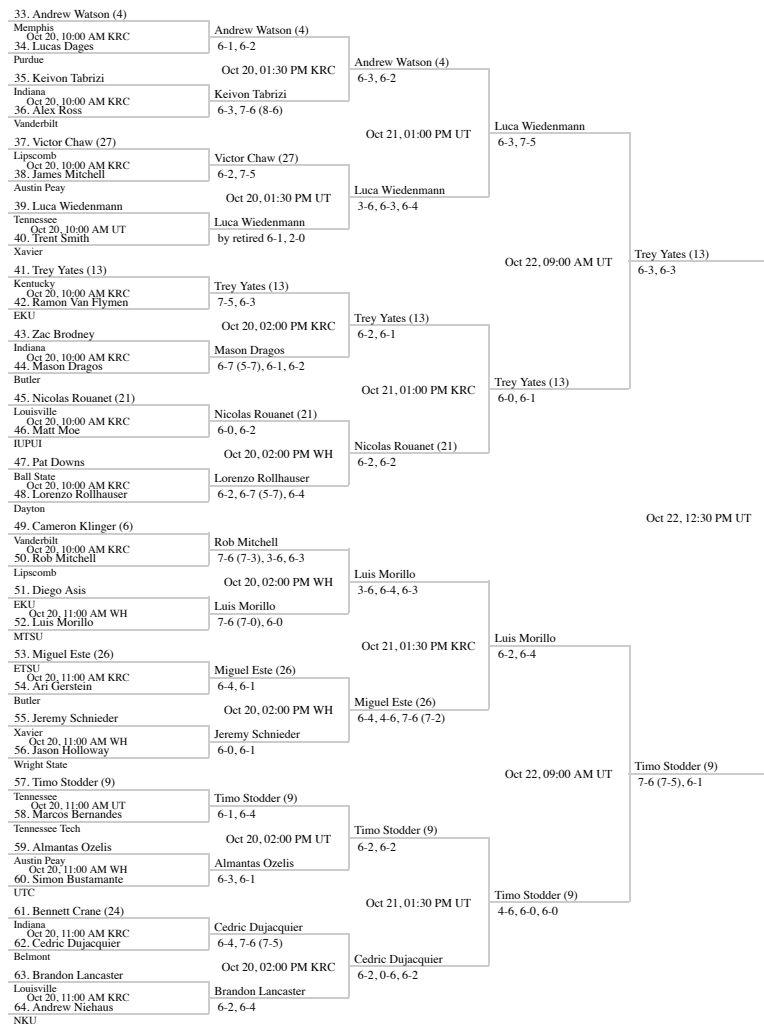 33. Andrew Watson (4)
Memphis
Oct 20, 10:00 AM KRC
34. Lucas Dages
Purdue
35. Keivon Tabrizi
Indiana
Oct 20, 10:00 AM KRC
36. Alex Ross
Vanderbilt
37. Victor Chaw (27)
Lipscomb
Oct 20, 10:00 AM KRC
38. James Mitchell
Austin Peay
39. Luca Wiedenmann
Tennessee
Oct 20, 10:00 AM UT
40. Trent Smith
Xavier
41. Trey Yates (13)
Kentucky
Oct 20, 10:00 AM KRC
42. Ramon Van Flymen
EKU
43. Zac Brodney
Indiana
Oct 20, 10:00 AM KRC
44. Mason Dragos
Butler
45. Nicolas Rouanet (21)
Louisville
Oct 20, 10:00 AM KRC
46. Matt Moe
IUPUI
47. Pat Downs
Ball State
Oct 20, 10:00 AM KRC
48. Lorenzo Rollhauser
Dayton
49. Cameron Klinger (6)
Vanderbilt
Oct 20, 10:00 AM KRC
50. Rob Mitchell
Lipscomb
51. Diego Asis
EKU
Oct 20, 11:00 AM WH
52. Luis Morillo
MTSU
53. Miguel Este (26)
ETSU
Oct 20, 11:00 AM KRC
54. Ari Gerstein
Butler
55. Jeremy Schnieder
Xavier
Oct 20, 11:00 AM WH
56. Jason Holloway
Wright State
57. Timo Stodder (9)
Tennessee
Oct 20, 11:00 AM UT
58. Marcos Bernandes
Tennessee Tech
59. Almantas Ozelis
Austin Peay
Oct 20, 11:00 AM WH
60. Simon Bustamante
UTC
61. Bennett Crane (24)
Indiana
Oct 20, 11:00 AM KRC
62. Cedric Dujacquier
Belmont
63. Brandon Lancaster
Louisville
Oct 20, 11:00 AM KRC
64. Andrew Niehaus
NKU
Andrew Watson (4)
6-1, 6-2
Oct 20, 01:30 PM KRC
Keivon Tabrizi
6-3, 7-6 (8-6)
Victor Chaw (27)
6-2, 7-5
Oct 20, 01:30 PM UT
Luca Wiedenmann
by retired 6-1, 2-0
Trey Yates (13)
7-5, 6-3
Oct 20, 02:00 PM KRC
Mason Dragos
6-7 (5-7), 6-1, 6-2
Nicolas Rouanet (21)
6-0, 6-2
Oct 20, 02:00 PM WH
Lorenzo Rollhauser
6-2, 6-7 (5-7), 6-4
Rob Mitchell
7-6 (7-3), 3-6, 6-3
Oct 20, 02:00 PM WH
Luis Morillo
7-6 (7-0), 6-0
Miguel Este (26)
6-4, 6-1
Oct 20, 02:00 PM WH
Jeremy Schnieder
6-0, 6-1
Timo Stodder (9)
6-1, 6-4
Oct 20, 02:00 PM UT
Almantas Ozelis
6-3, 6-1
Cedric Dujacquier
6-4, 7-6 (7-5)
Oct 20, 02:00 PM KRC
Brandon Lancaster
6-2, 6-4
Andrew Watson (4)
6-3, 6-2
Oct 21, 01:00 PM UT
Luca Wiedenmann
3-6, 6-3, 6-4
Trey Yates (13)
6-2, 6-1
Oct 21, 01:00 PM KRC
Nicolas Rouanet (21)
6-2, 6-2
Luis Morillo
3-6, 6-4, 6-3
Oct 21, 01:30 PM KRC
Miguel Este (26)
6-4, 4-6, 7-6 (7-2)
Timo Stodder (9)
6-2, 6-2
Oct 21, 01:30 PM UT
Cedric Dujacquier
6-2, 0-6, 6-2
Luca Wiedenmann
6-3, 7-5
Oct 22, 09:00 AM UT
Trey Yates (13)
6-0, 6-1
Luis Morillo
6-2, 6-4
Oct 22, 09:00 AM UT
Timo Stodder (9)
4-6, 6-0, 6-0
Trey Yates (13)
6-3, 6-3
Oct 22, 12:30 PM UT
Timo Stodder (9)
7-6 (7-5), 6-1